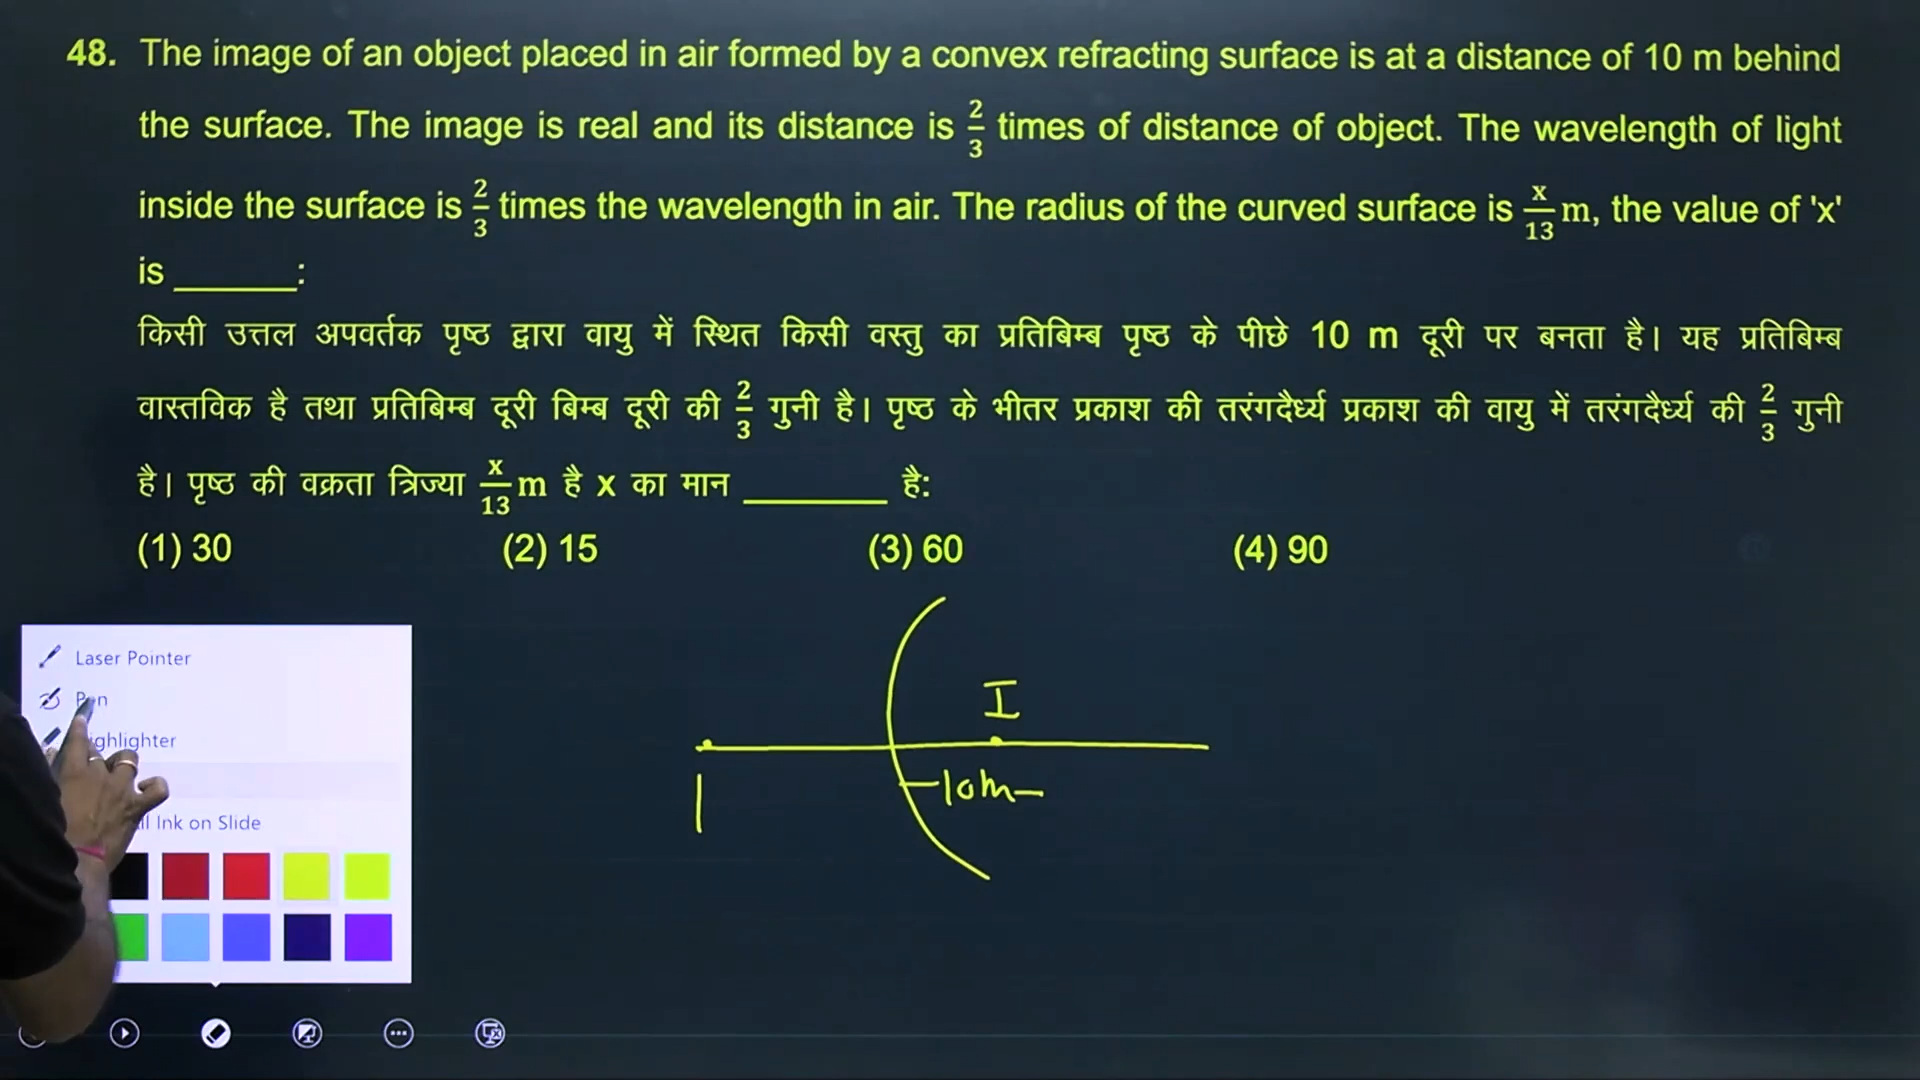 48. The image of an object placed in air formed by a convex refracting surface is at a distance of 10 m behind
the surface. The image is real and its distance is 2/3 times of distance of object. The wavelength of light
inside the surface is 2/3 times the wavelength in air. The radius of the curved surface is x/13 m, the value of 'x'
is ______:
किसी उत्तल अपवर्तक पृष्ठ द्वारा वायु में स्थित किसी वस्तु का प्रतिबिम्ब पृष्ठ के पीछे 10 m दूरी पर बनता है। यह प्रतिबिम्ब
वास्तविक है तथा प्रतिबिम्ब दूरी बिम्ब दूरी की 2/3 गुनी है। पृष्ठ के भीतर प्रकाश की तरंगदैर्ध्य प्रकाश की वायु में तरंगदैर्ध्य की 2/3 गुनी
है। पृष्ठ की वक्रता त्रिज्या x/13 m है x का मान _______ है:
(1) 30 (2) 15 (3) 60 (4) 90
I
-10m-
Laser Pointer
Ink on Slide